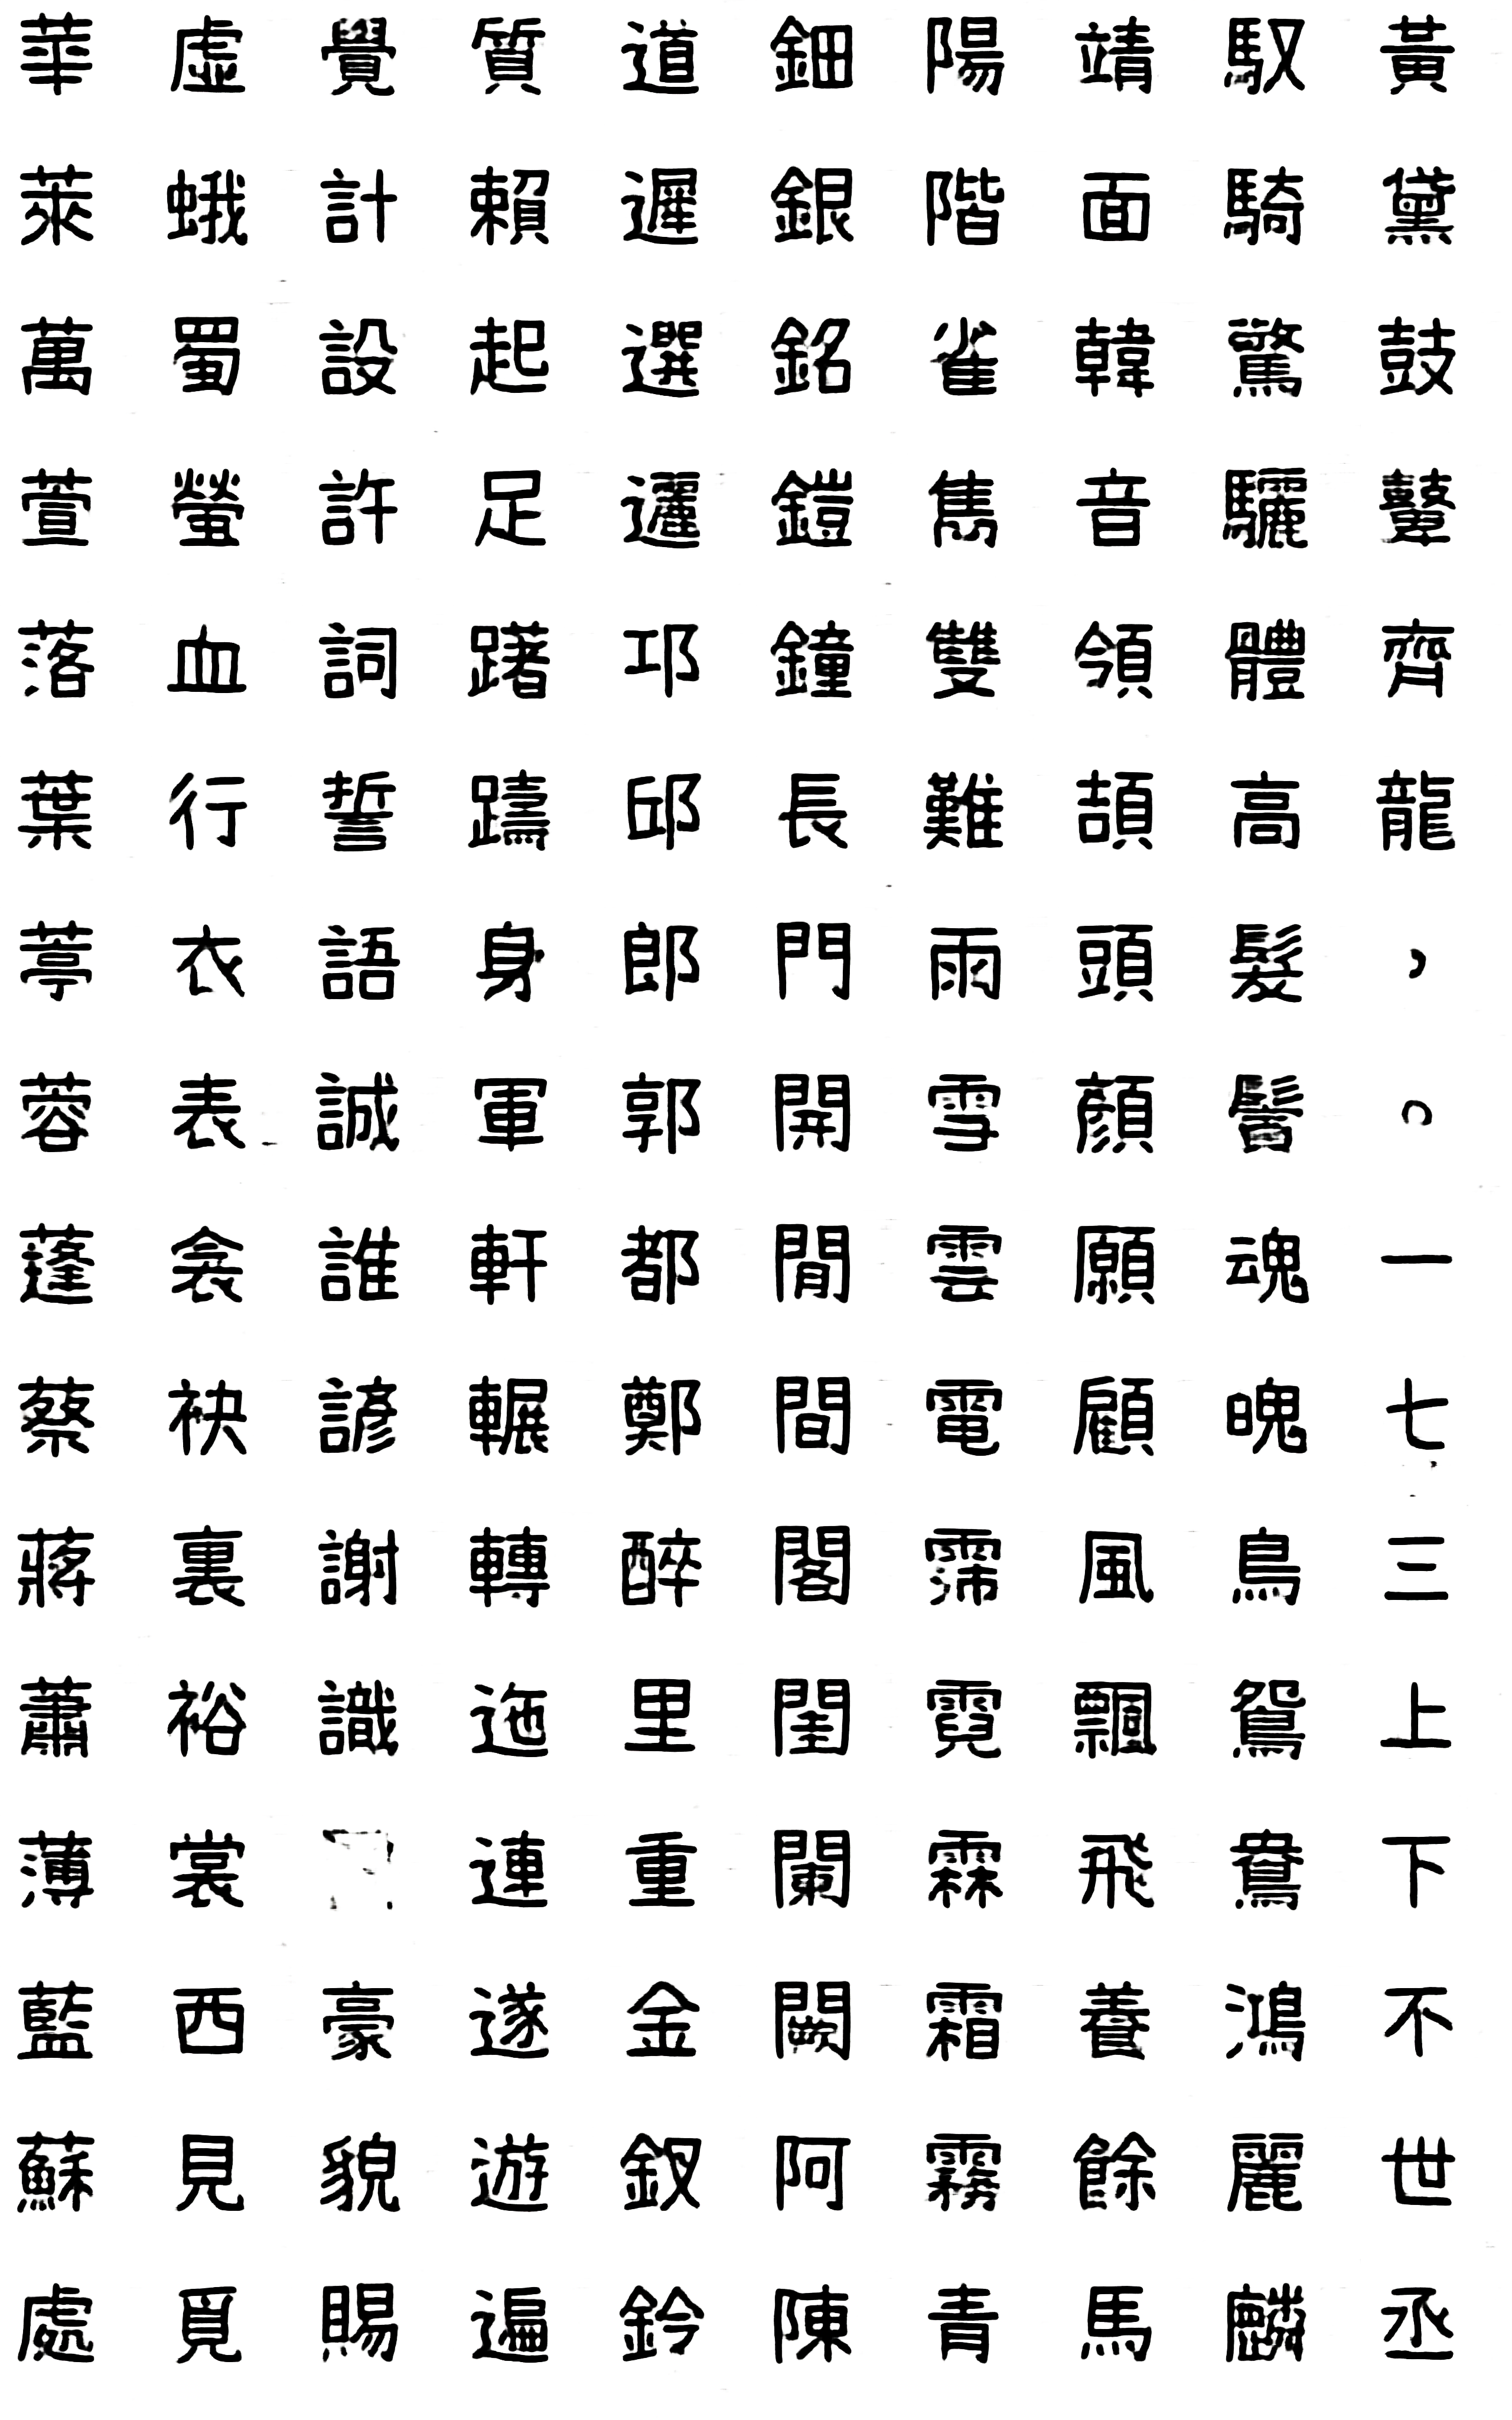 華萊萬萱落葉葶蓉蓬蔡蔣蕭薄藍蘇處
虛蛾蜀螢血行衣表衾袂裏裕裳西見覓
覺計設許詞誓語誠誰諺謝識豪貌賜
質賴起足躇躊身軍軒輾轉迤連遂遊遍
道遲選邐邛邱郎郭都鄭醉里重金釵鈐
鈿銀銘鎧鐘長門開閒間閣閨闌闕阿陳
陽階雀雋雙難雨雪雲電霈霓霖霜霧青
靖面韓音領頡頭顏願顧風飄飛養餘馬
馭騎驚驪體高髮魂魄鳥鴛鴦鴻麗麟
黃黛鼓鼙齊龍，。一七三上下不世丞